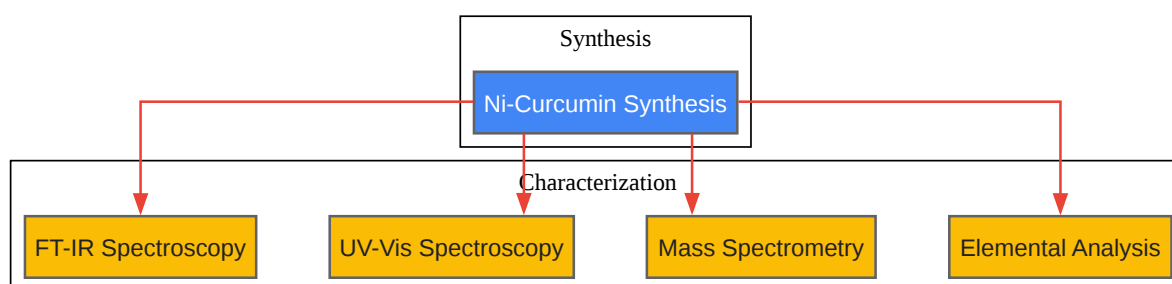 Synthesis
Ni-Curcumin Synthesis
Characterization
FT-IR Spectroscopy
UV-Vis Spectroscopy
Mass Spectrometry
Elemental Analysis